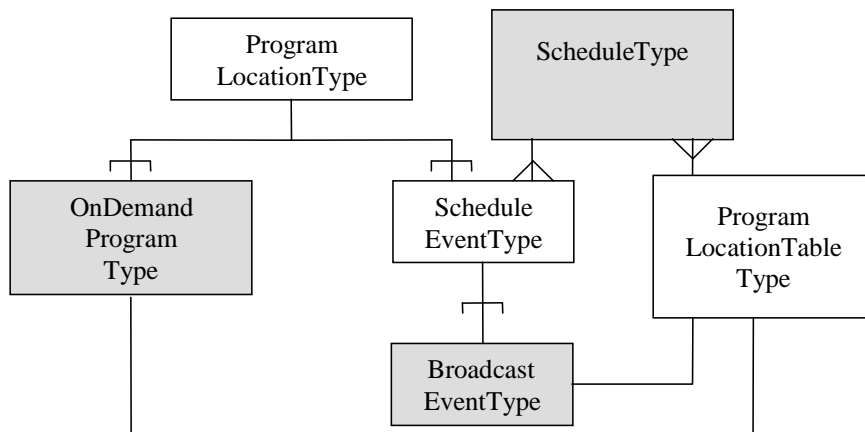 Program
LocationType
ScheduleType
OnDemand
Program
Type
Schedule
EventType
Program
LocationTable
Type
Broadcast
EventType